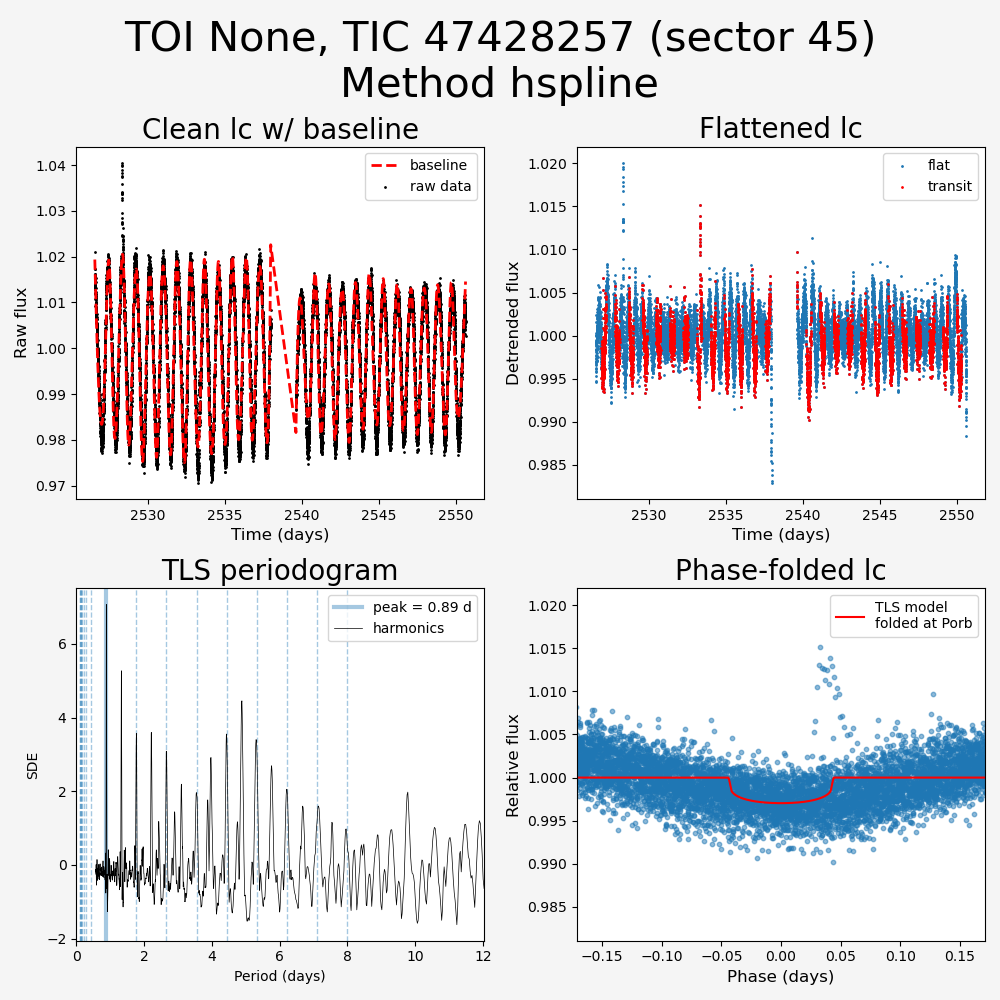 TOI None, TIC 47428257 (sector 45)
Method hspline
Clean lc w/ baseline
baseline
raw data
1.04
1.03
1.02
1.01
1.00
0.99
0.98
0.97
Raw flux
2530
2535
2540
2545
2550
Time (days)
Flattened lc
flat
transit
1.020
1.015
1.010
1.005
1.000
0.995
0.990
0.985
Detrended flux
2530
2535
2540
2545
2550
Time (days)
TLS periodogram
peak = 0.89 d
harmonics
6
4
2
0
−2
SDE
0
2
4
6
8
10
12
Period (days)
Phase-folded lc
TLS model
folded at Porb
1.020
1.015
1.010
1.005
1.000
0.995
0.990
0.985
Relative flux
−0.15
−0.10
−0.05
0.00
0.05
0.10
0.15
Phase (days)